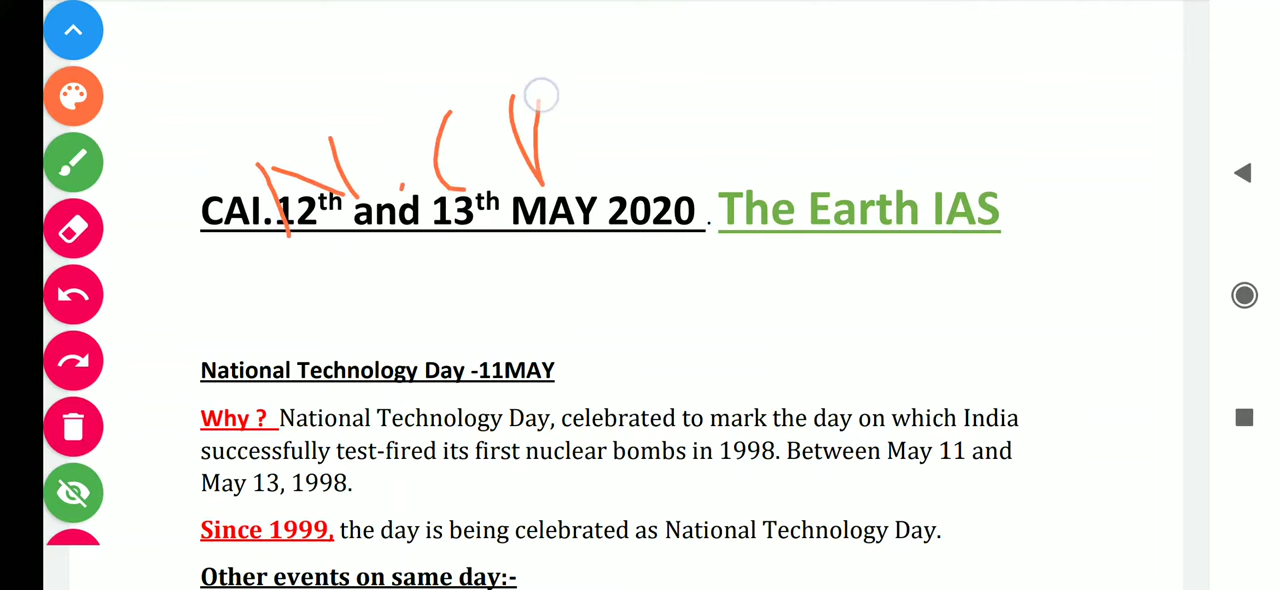 CAI.12th and 13th MAY 2020 . The Earth IAS
National Technology Day -11MAY
Why ? National Technology Day, celebrated to mark the day on which India
successfully test-fired its first nuclear bombs in 1998. Between May 11 and
May 13, 1998.
Since 1999, the day is being celebrated as National Technology Day.
Other events on same day:-